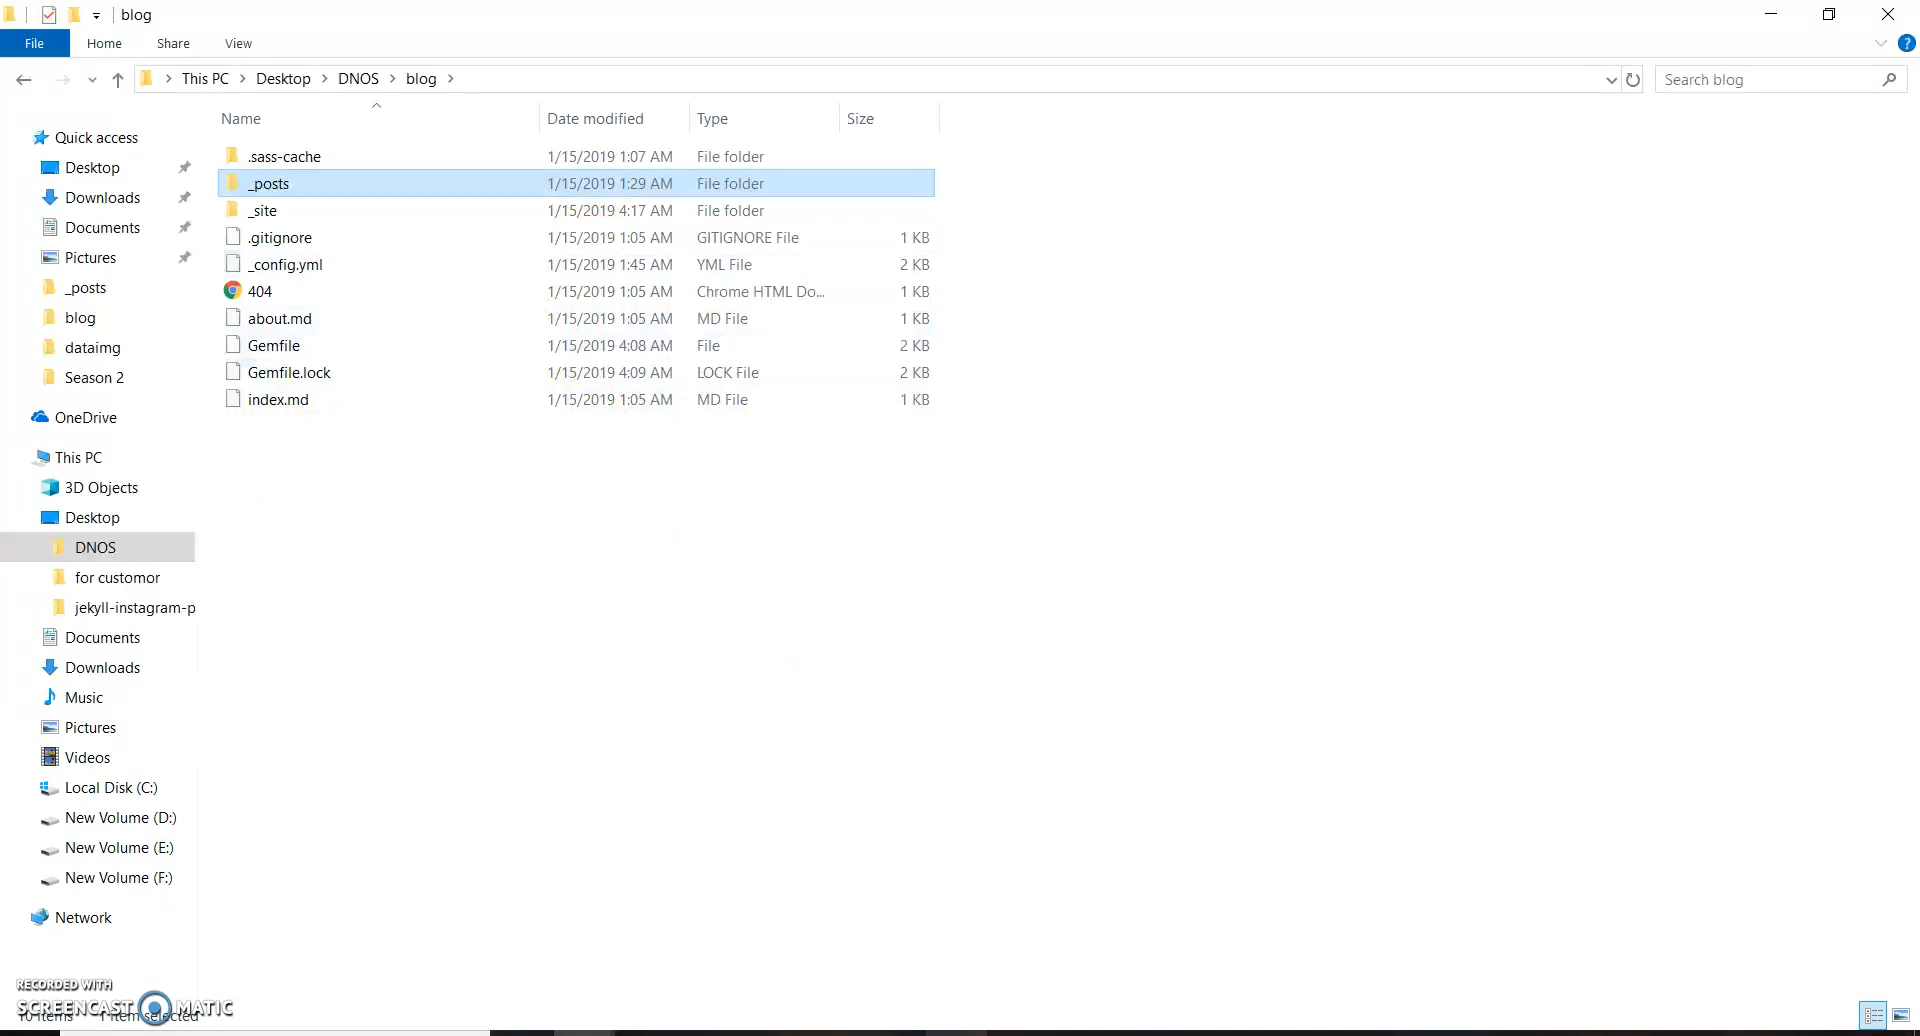 blog
File Home Share View
This PC Desktop DNOS blog Search blog
Name Date modified Type Size
Quick access
Desktop
Downloads
Documents
Pictures
_posts
blog
dataimg
Season 2
OneDrive
This PC
3D Objects
Desktop
DNOS
for customor
jekyll-instagram-p
Documents
Downloads
Music
Pictures
Videos
Local Disk (C:)
New Volume (D:)
New Volume (E:)
New Volume (F:)
Network
.sass-cache 1/15/2019 1:07 AM File folder
_posts 1/15/2019 1:29 AM File folder
_site 1/15/2019 4:17 AM File folder
.gitignore 1/15/2019 1:05 AM GITIGNORE File 1 KB
_config.yml 1/15/2019 1:45 AM YML File 2 KB
404 1/15/2019 1:05 AM Chrome HTML Do... 1 KB
about.md 1/15/2019 1:05 AM MD File 1 KB
Gemfile 1/15/2019 4:08 AM File 2 KB
Gemfile.lock 1/15/2019 4:09 AM LOCK File 2 KB
index.md 1/15/2019 1:05 AM MD File 1 KB
RECORDED WITH
SCREENCAST MATIC
10 items 1 item selected